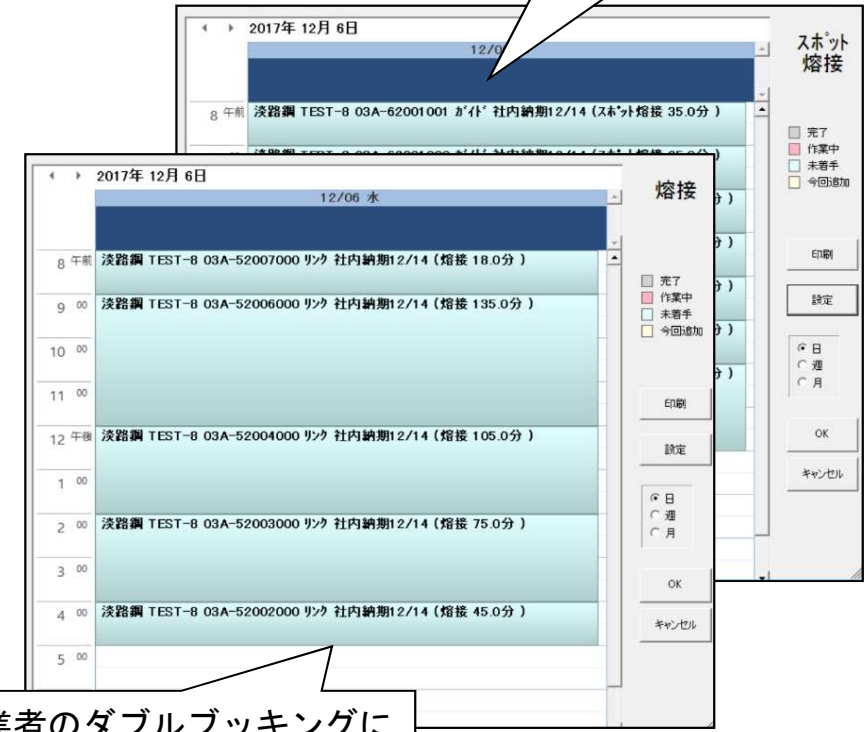 2017年 12月 6日
12/0
スポット
熔接
8 午前 淡路鋼 TEST-8 03A-62001001 ガイド 社内納期12/14 (スポット熔接 35.0分 )
完了
作業中
未着手
今回追加
印刷
設定
日
週
月
OK
キャンセル
分 )
分 )
分 )
分 )
分 )
2017年 12月 6日
12/06 水
熔接
8 午前 淡路鋼 TEST-8 03A-52007000 リンク 社内納期12/14 (熔接 18.0分 )
9 00 淡路鋼 TEST-8 03A-52006000 リンク 社内納期12/14 (熔接 135.0分 )
10 00
11 00
12 午後 淡路鋼 TEST-8 03A-52004000 リンク 社内納期12/14 (熔接 105.0分 )
1 00
2 00 淡路鋼 TEST-8 03A-52003000 リンク 社内納期12/14 (熔接 75.0分 )
3 00
4 00 淡路鋼 TEST-8 03A-52002000 リンク 社内納期12/14 (熔接 45.0分 )
5 00
完了
作業中
未着手
今回追加
印刷
設定
日
週
月
OK
キャンセル
業者のダブルブッキングに